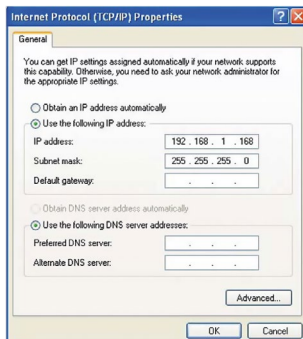 Internet Protocol (TCP/IP) Properties
General
You can get IP settings assigned automatically if your network supports
this capability. Otherwise, you need to ask your network administrator for
the appropriate IP settings.
Obtain an IP address automatically
Use the following IP address:
IP address: 192 . 168 . 1 . 168
Subnet mask: 255 . 255 . 255 . 0
Default gateway: . . .
Obtain DNS server address automatically
Use the following DNS server addresses:
Preferred DNS server: . . .
Alternate DNS server: . . .
Advanced...
OK Cancel